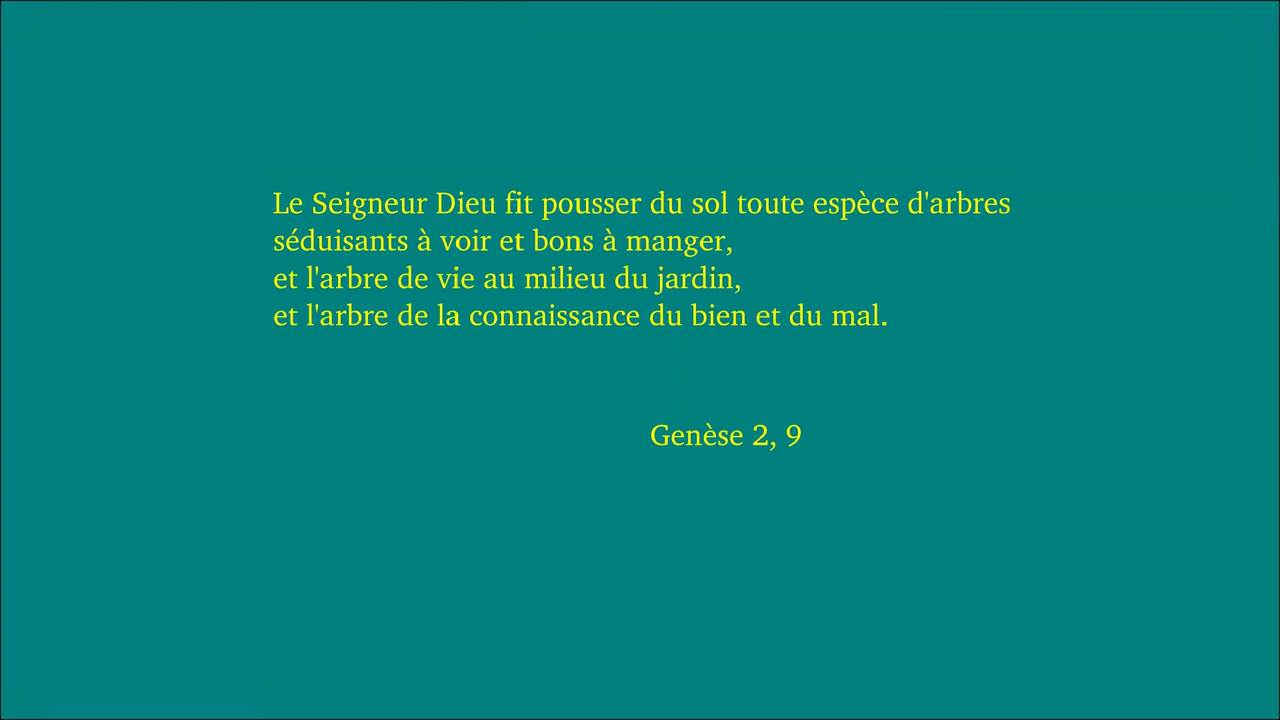 Le Seigneur Dieu fit pousser du sol toute espèce d'arbres
séduisants à voir et bons à manger,
et l'arbre de vie au milieu du jardin,
et l'arbre de la connaissance du bien et du mal.
Genèse 2, 9